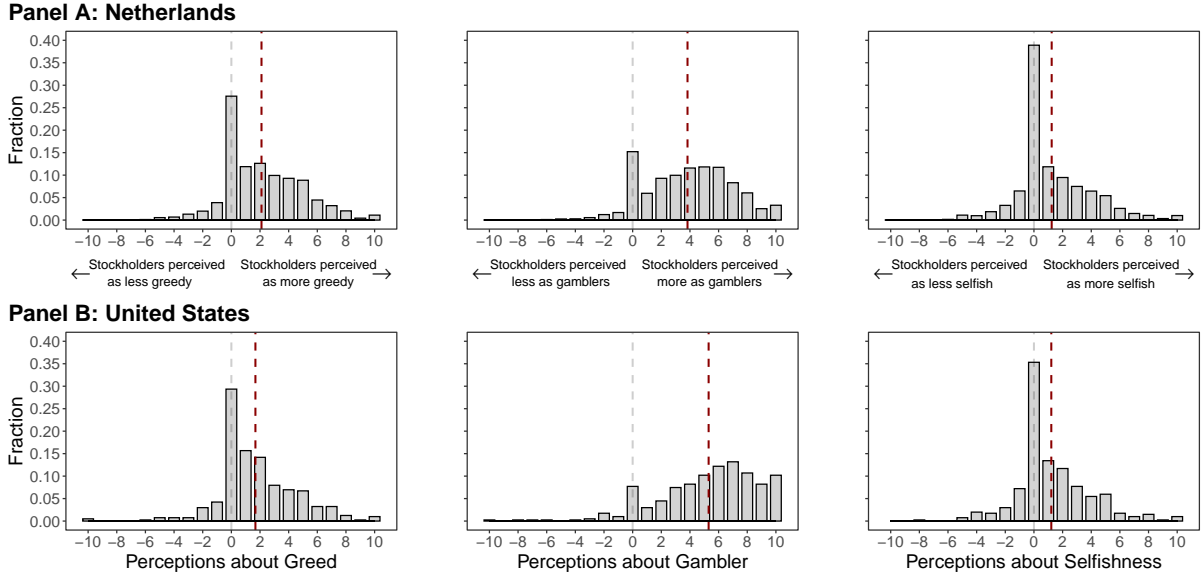 Panel A: Netherlands
Fraction
0.40
0.35
0.30
0.25
0.20
0.15
0.10
0.05
0.00
−10 −8 −6 −4 −2 0 2 4 6 8 10
−10 −8 −6 −4 −2 0 2 4 6 8 10
−10 −8 −6 −4 −2 0 2 4 6 8 10
Stockholders perceived
as less greedy
Stockholders perceived
as more greedy
Stockholders perceived
less as gamblers
Stockholders perceived
more as gamblers
Stockholders perceived
as less selfish
Stockholders perceived
as more selfish
Panel B: United States
Fraction
0.40
0.35
0.30
0.25
0.20
0.15
0.10
0.05
0.00
−10 −8 −6 −4 −2 0 2 4 6 8 10
−10 −8 −6 −4 −2 0 2 4 6 8 10
−10 −8 −6 −4 −2 0 2 4 6 8 10
Perceptions about Greed
Perceptions about Gambler
Perceptions about Selfishness